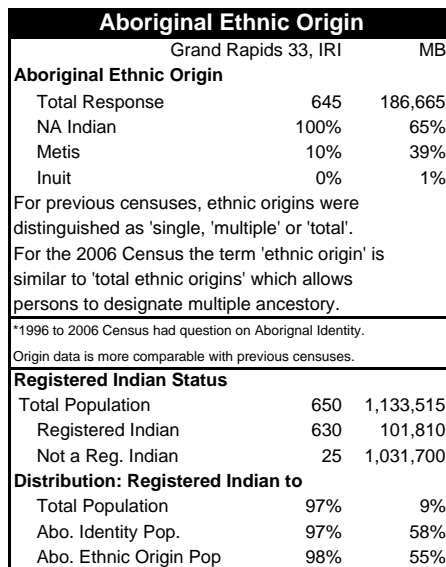 Aboriginal Ethnic Origin
Grand Rapids 33, IRI MB
Aboriginal Ethnic Origin
Total Response 645 186,665
NA Indian 100% 65%
Metis 10% 39%
Inuit 0% 1%
For previous censuses, ethnic origins were
distinguished as 'single, 'multiple' or 'total'.
For the 2006 Census the term 'ethnic origin' is
similar to 'total ethnic origins' which allows
persons to designate multiple ancestory.
*1996 to 2006 Census had question on Aborignal Identity.
Origin data is more comparable with previous censuses.
Registered Indian Status
Total Population 650 1,133,515
Registered Indian 630 101,810
Not a Reg. Indian 25 1,031,700
Distribution: Registered Indian to
Total Population 97% 9%
Abo. Identity Pop. 97% 58%
Abo. Ethnic Origin Pop 98% 55%